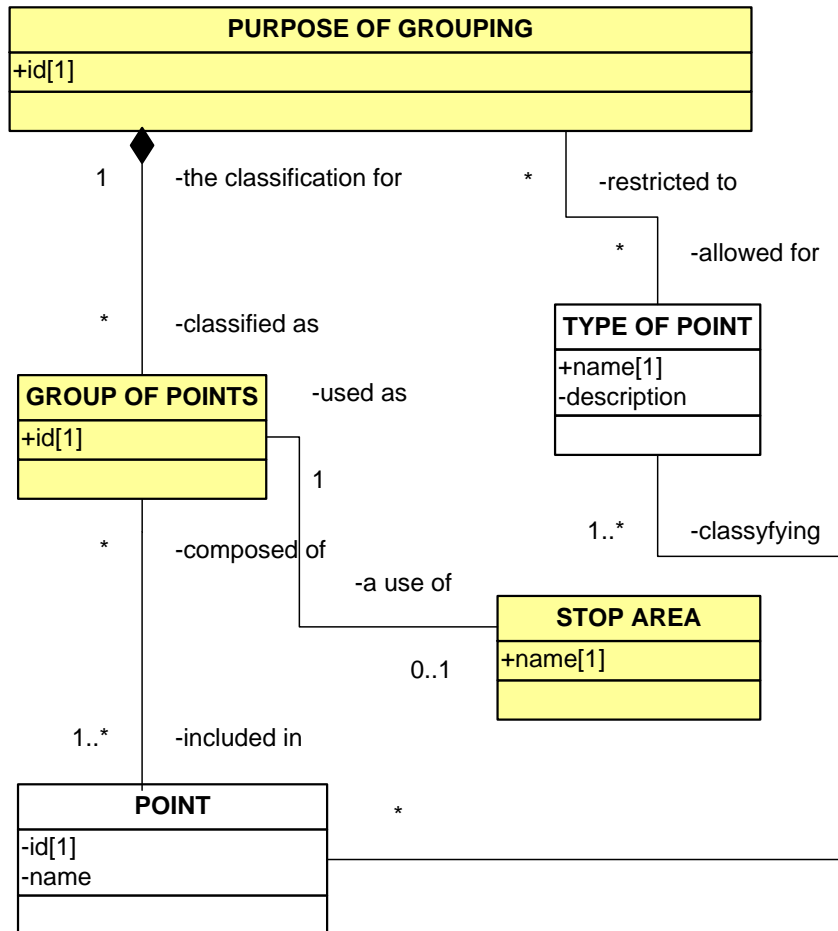 PURPOSE OF GROUPING
+id[1]
1 -the classification for * -restricted to
* -allowed for
* -classified as
TYPE OF POINT
+name[1]
-description
GROUP OF POINTS
+id[1]
-used as
1
1..* -classyfying
* -composed of
-a use of
STOP AREA
+name[1]
0..1
1..* -included in
POINT
-id[1]
-name
*